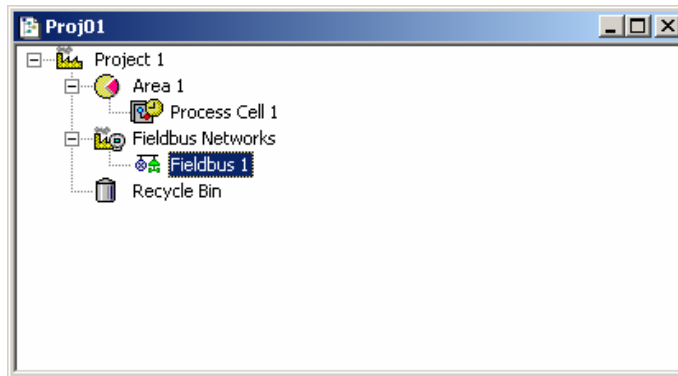 Proj01
Project 1
Area 1
Process Cell 1
Fieldbus Networks
Fieldbus 1
Recycle Bin